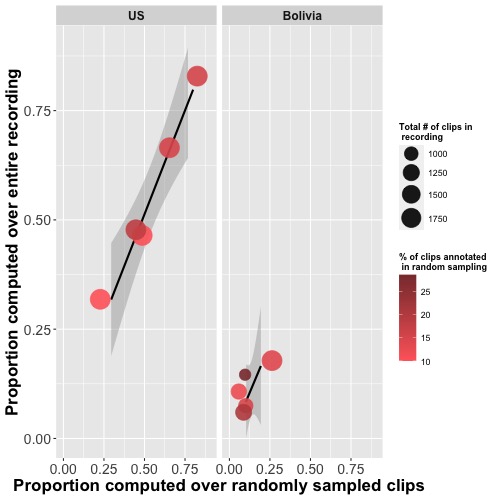 US
Bolivia
Proportion computed over entire recording
0.75
0.50
0.25
0.00
0.00 0.25 0.50 0.75
0.00 0.25 0.50 0.75
Proportion computed over randomly sampled clips
Total # of clips in
recording
1000
1250
1500
1750
% of clips annotated
in random sampling
25
20
15
10